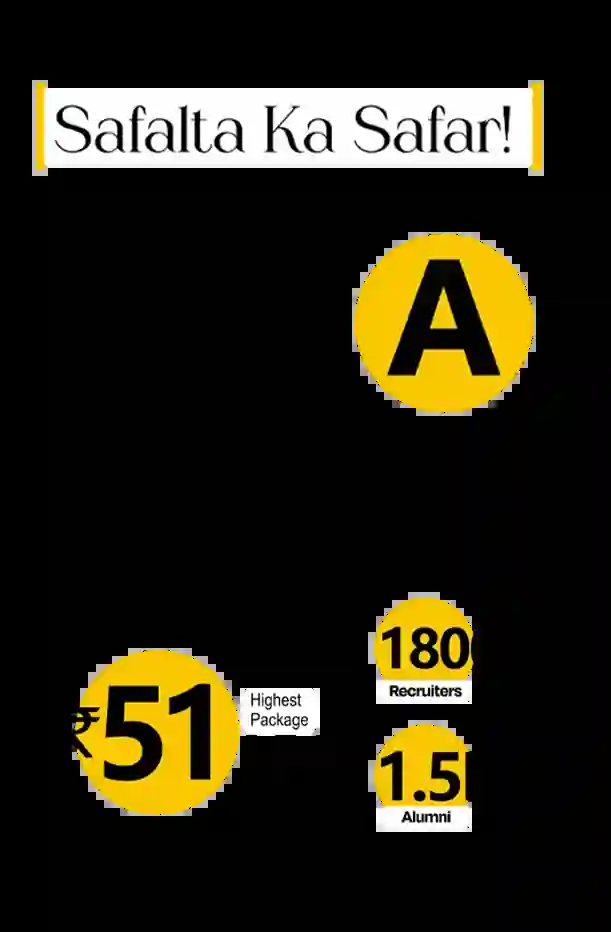 Safalta Ka Safar!
A
₹51
Highest
Package
180
Recruiters
1.5
Alumni